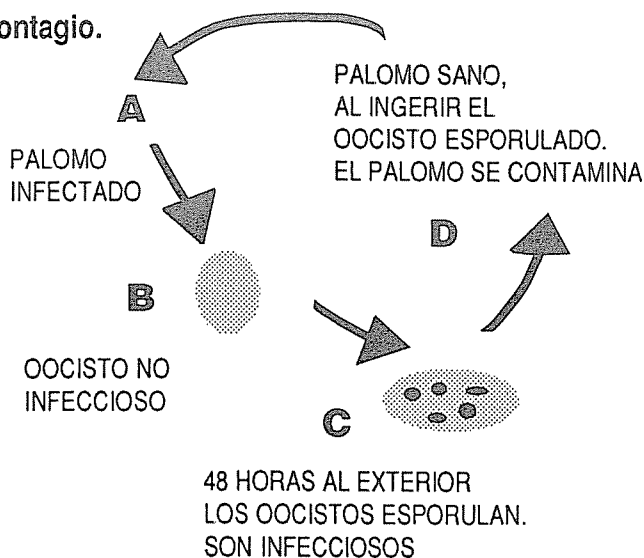 ontagio.
A
PALOMO
INFECTADO
B
OOCISTO NO
INFECCIOSO
C
48 HORAS AL EXTERIOR
LOS OOCISTOS ESPORULAN.
SON INFECCIOSOS
D
PALOMO SANO,
AL INGERIR EL
OOCISTO ESPORULADO.
EL PALOMO SE CONTAMINA